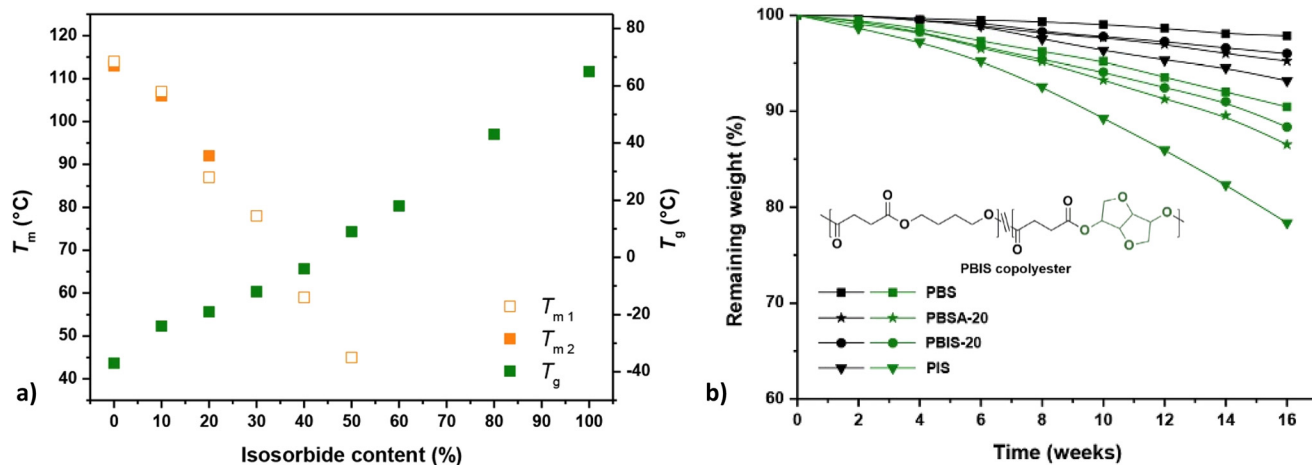 120
110
100
90
80
70
60
50
40
Tm (°C)
80
60
40
20
0
-20
-40
Tg (°C)
Tm 1
Tm 2
Tg
0 10 20 30 40 50 60 70 80 90 100
Isosorbide content (%)
a)
100
90
80
70
60
Remaining weight (%)
O
O
O
O
O
O
O
O
O
O
PBIS copolyester
PBS
PBSA-20
PBIS-20
PIS
0 2 4 6 8 10 12 14 16
Time (weeks)
b)